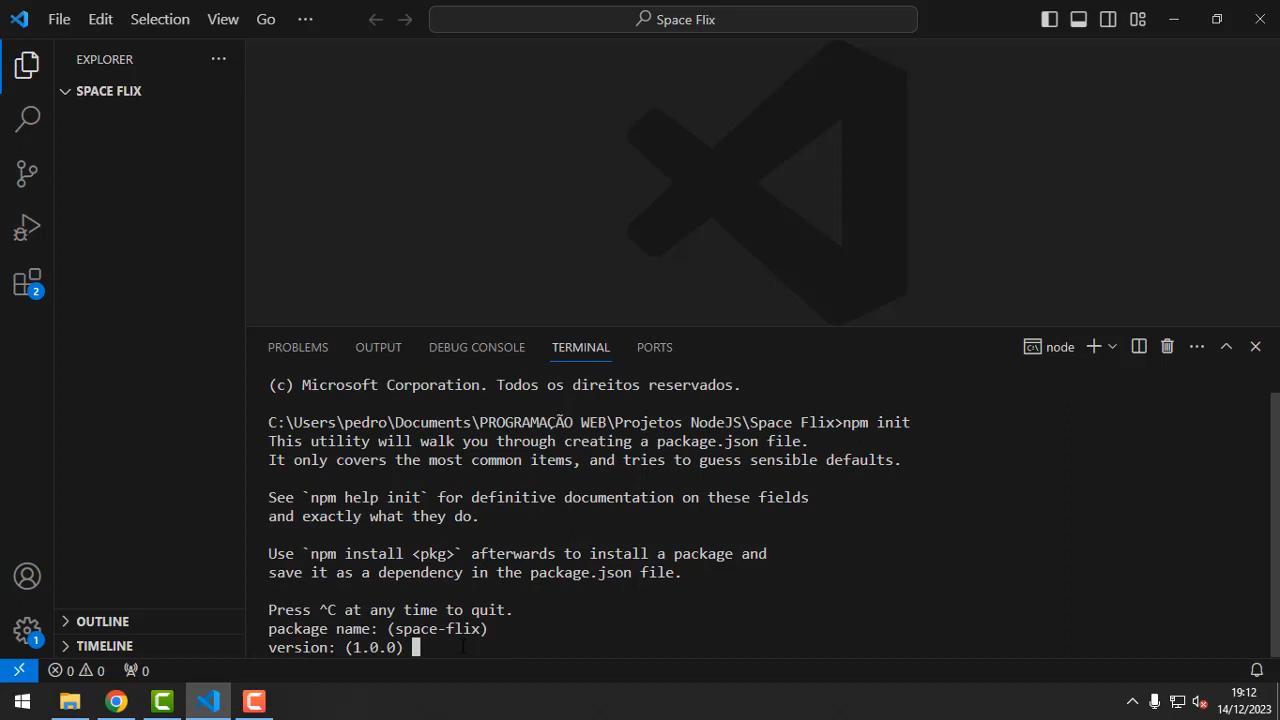 File Edit Selection View Go ··· Space Flix
EXPLORER ···
SPACE FLIX
2
PROBLEMS OUTPUT DEBUG CONSOLE TERMINAL PORTS node
(c) Microsoft Corporation. Todos os direitos reservados.
C:\Users\pedro\Documents\PROGRAMAÇÃO WEB\Projetos NodeJS\Space Flix>npm init
This utility will walk you through creating a package.json file.
It only covers the most common items, and tries to guess sensible defaults.
See `npm help init` for definitive documentation on these fields
and exactly what they do.
Use `npm install <pkg>` afterwards to install a package and
save it as a dependency in the package.json file.
Press ^C at any time to quit.
package name: (space-flix)
version: (1.0.0)
OUTLINE
1
TIMELINE
0 0 0
19:12
14/12/2023